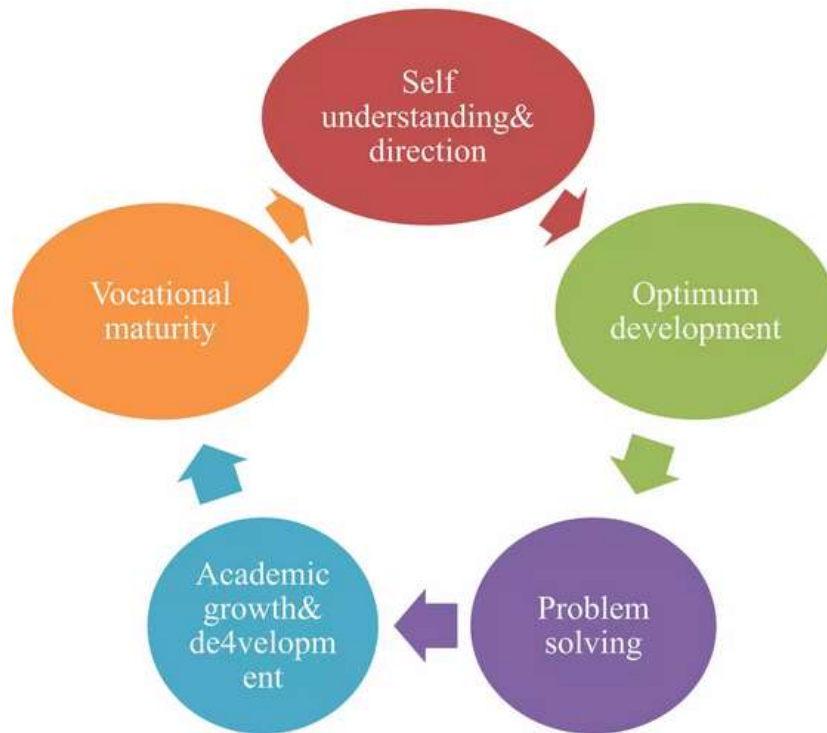 Self
understanding&
direction
Optimum
development
Problem
solving
Academic
growth&
de4velopm
ent
Vocational
maturity